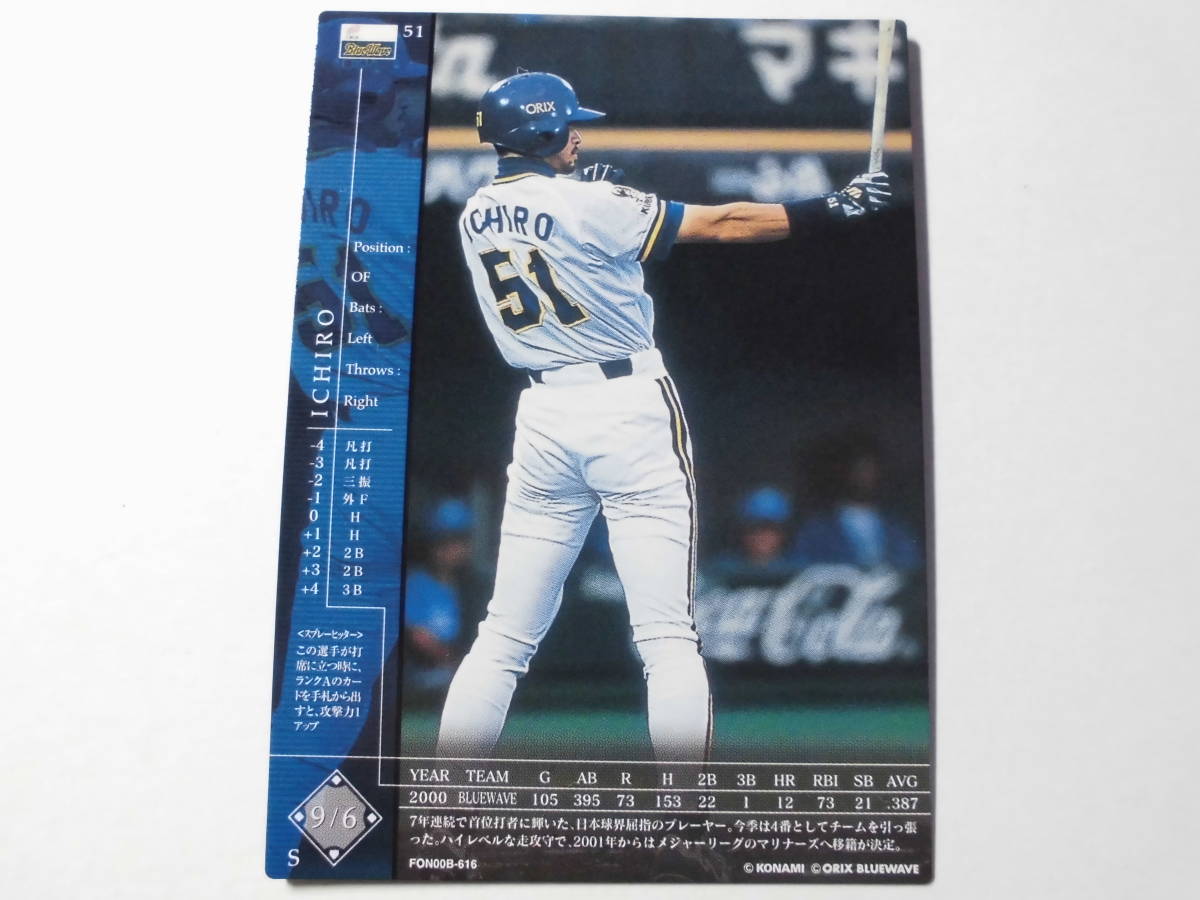 BlueWave
51
マキ
ORIX
ICHIRO
51
51
Position :
OF
Bats :
Left
Throws :
Right
ICHIRO
-4 凡打
-3 凡打
-2 三振
-1 外F
0 H
+1 H
+2 2B
+3 2B
+4 3B
<スプレーヒッター>
この選手が打
席に立つ時に、
ランクAのカー
ドを手札から出
すと、攻撃力1
アップ
Coca-Cola
YEAR TEAM G AB R H 2B 3B HR RBI SB AVG
2000 BLUEWAVE 105 395 73 153 22 1 12 73 21 .387
9/6
S
7年連続で首位打者に輝いた、日本球界屈指のプレーヤー。今季は4番としてチームを引っ張
った。ハイレベルな走攻守で、2001年からはメジャーリーグのマリナーズへ移籍が決定。
FON00B-616
©KONAMI ©ORIX BLUEWAVE